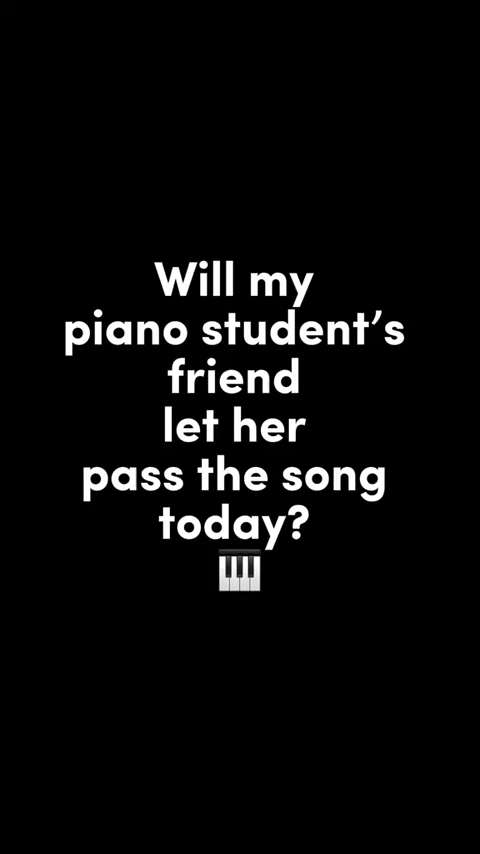 Will my
piano student’s
friend
let her
pass the song
today?
🎹